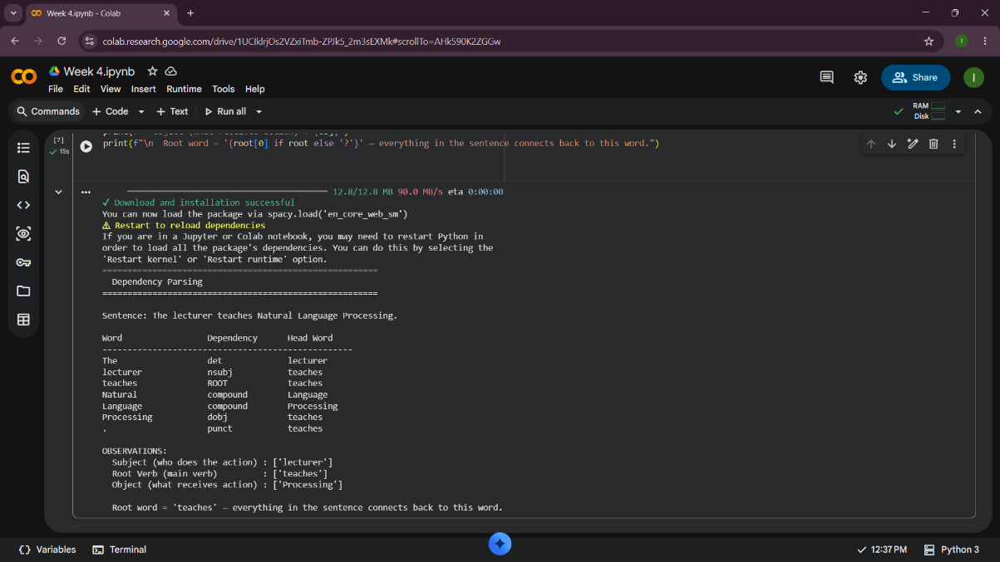 Week 4.ipynb - Colab
colab.research.google.com/drive/1UCIklrjOs2VZxiTmb-ZPJk5_2m3sEXMk#scrollTo=AHk590K2ZGGw
I
CO
Week 4.ipynb
File Edit View Insert Runtime Tools Help
Share
I
Commands + Code + Text Run all
RAM
Disk
[7]
15s
print(f"\n  Root word = '{root[0] if root else '?'}' — everything in the sentence connects back to this word.")
12.8/12.8 MB 90.0 MB/s eta 0:00:00
✓ Download and installation successful
You can now load the package via spacy.load('en_core_web_sm')
⚠ Restart to reload dependencies
If you are in a Jupyter or Colab notebook, you may need to restart Python in
order to load all the package's dependencies. You can do this by selecting the
'Restart kernel' or 'Restart runtime' option.
=======================================================
Dependency Parsing
=======================================================
Sentence: The lecturer teaches Natural Language Processing.
Word Dependency Head Word
--------------------------------------------------
The det lecturer
lecturer nsubj teaches
teaches ROOT teaches
Natural compound Language
Language compound Processing
Processing dobj teaches
. punct teaches
OBSERVATIONS:
Subject (who does the action) : ['lecturer']
Root Verb (main verb) : ['teaches']
Object (what receives action) : ['Processing']
Root word = 'teaches' — everything in the sentence connects back to this word.
{} Variables Terminal
12:37 PM Python 3